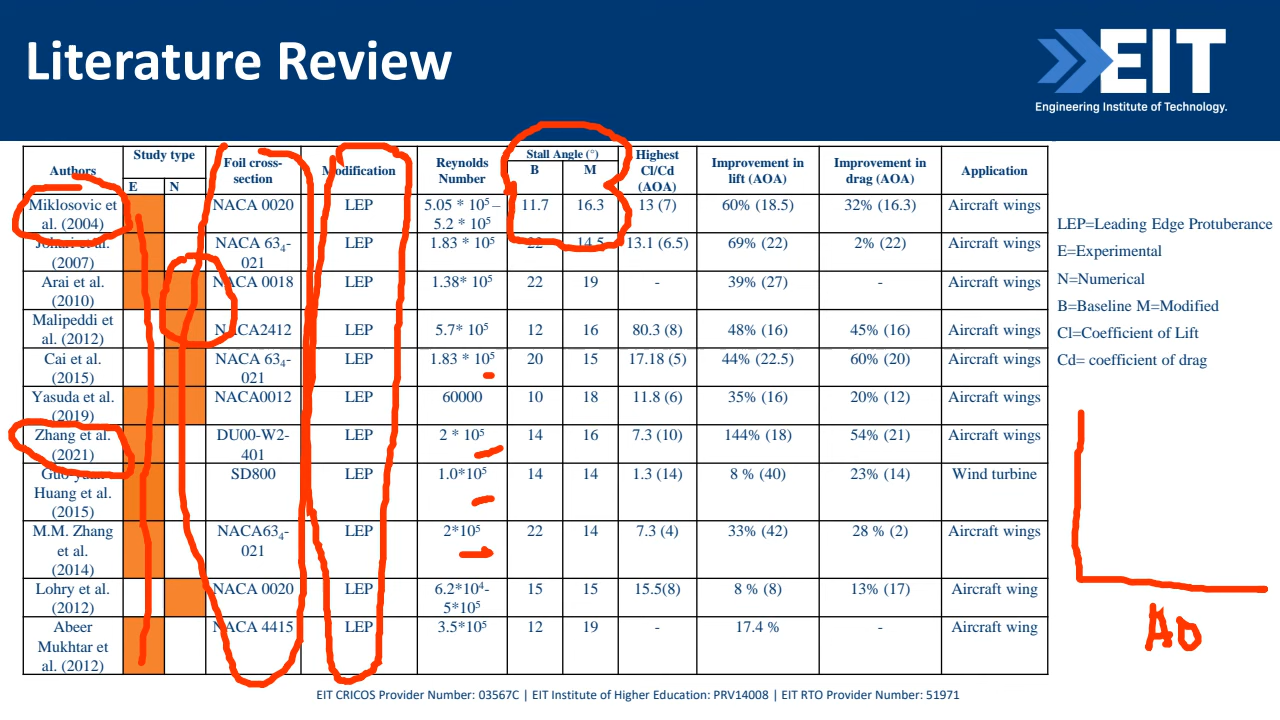 Literature Review
EIT
Engineering Institute of Technology.
Authors Study type Foil cross-section Modification Reynolds Number Stall Angle (°) Highest Cl/Cd (AOA) Improvement in lift (AOA) Improvement in drag (AOA) Application
E N B M
Miklosovic et al. (2004) NACA 0020 LEP 5.05 * 10⁵ – 5.2 * 10⁵ 11.7 16.3 13 (7) 60% (18.5) 32% (16.3) Aircraft wings
Johari et al. (2007) NACA 63₄-021 LEP 1.83 * 10⁵ 22 14.5 13.1 (6.5) 69% (22) 2% (22) Aircraft wings
Arai et al. (2010) NACA 0018 LEP 1.38* 10⁵ 22 19 - 39% (27) - Aircraft wings
Malipeddi et al. (2012) NACA2412 LEP 5.7* 10⁵ 12 16 80.3 (8) 48% (16) 45% (16) Aircraft wings
Cai et al. (2015) NACA 63₄-021 LEP 1.83 * 10⁵ 20 15 17.18 (5) 44% (22.5) 60% (20) Aircraft wings
Yasuda et al. (2019) NACA0012 LEP 60000 10 18 11.8 (6) 35% (16) 20% (12) Aircraft wings
Zhang et al. (2021) DU00-W2-401 LEP 2 * 10⁵ 14 16 7.3 (10) 144% (18) 54% (21) Aircraft wings
Guo-yuan Huang et al. (2015) SD800 LEP 1.0*10⁵ 14 14 1.3 (14) 8 % (40) 23% (14) Wind turbine
M.M. Zhang et al. (2014) NACA63₄-021 LEP 2*10⁵ 22 14 7.3 (4) 33% (42) 28 % (2) Aircraft wings
Lohry et al. (2012) NACA 0020 LEP 6.2*10⁴-5*10⁵ 15 15 15.5(8) 8 % (8) 13% (17) Aircraft wing
Abeer Mukhtar et al. (2012) NACA 4415 LEP 3.5*10⁵ 12 19 - 17.4 % - Aircraft wing
LEP=Leading Edge Protuberance
E=Experimental
N=Numerical
B=Baseline M=Modified
Cl=Coefficient of Lift
Cd= coefficient of drag
AO
EIT CRICOS Provider Number: 03567C | EIT Institute of Higher Education: PRV14008 | EIT RTO Provider Number: 51971